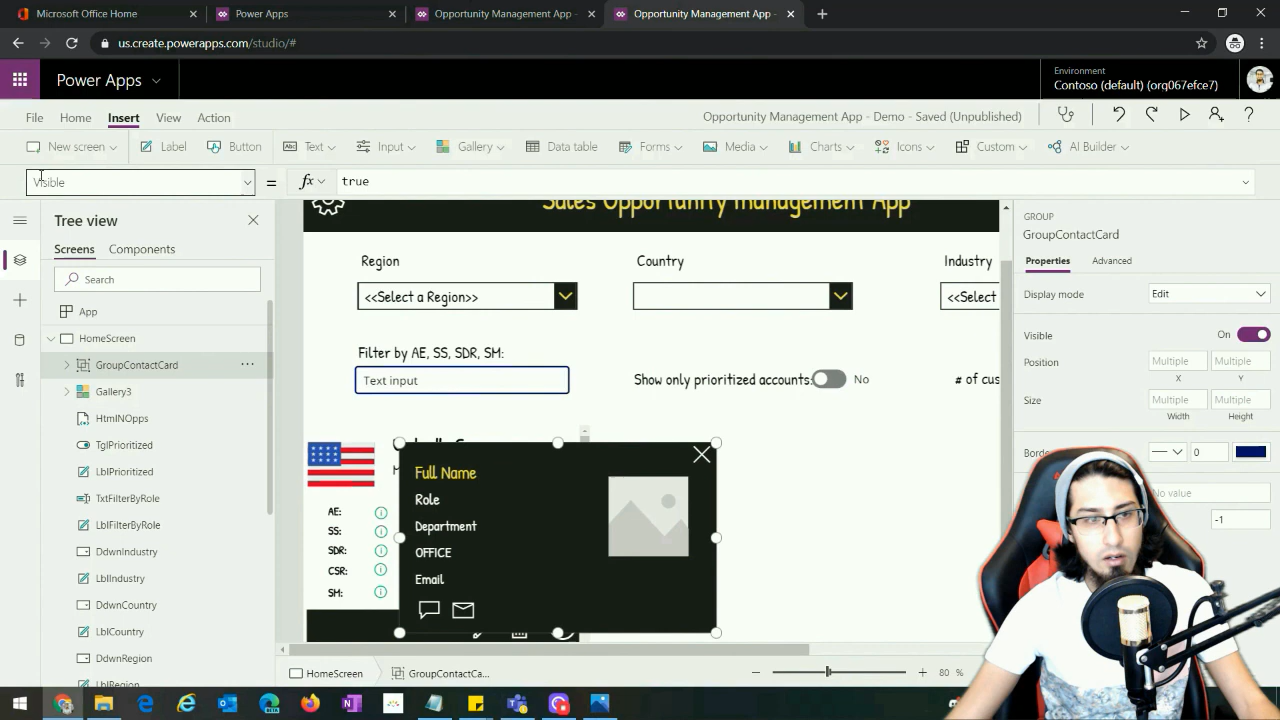 Microsoft Office Home
Power Apps
Opportunity Management App -
Opportunity Management App -
us.create.powerapps.com/studio/#
Power Apps
Environment
Contoso (default) (org067efce7)
File Home Insert View Action
Opportunity Management App - Demo - Saved (Unpublished)
New screen Label Button Text Input Gallery Data table Forms Media Charts Icons Custom AI Builder
Visible = fx true
Tree view
Screens Components
Search
App
HomeScreen
GroupContactCard
Gallery3
HtmlNOpps
TglPrioritized
LblPrioritized
TxtFilterByRole
LblFilterByRole
DdwnIndustry
LblIndustry
DdwnCountry
LblCountry
DdwnRegion
LblRegion
Sales Opportunity Management App
Region Country Industry
<<Select a Region>> <<Select
Filter by AE, SS, SDR, SM:
Text input
Show only prioritized accounts: No # of cus
AE:
SS:
SDR:
CSR:
SM:
Full Name
Role
Department
OFFICE
Email
HomeScreen GroupContactCa...
80 %
GROUP
GroupContactCard
Properties Advanced
Display mode Edit
Visible On
Position Multiple Multiple
X Y
Size Multiple Multiple
Width Height
Borde 0
No value
-1